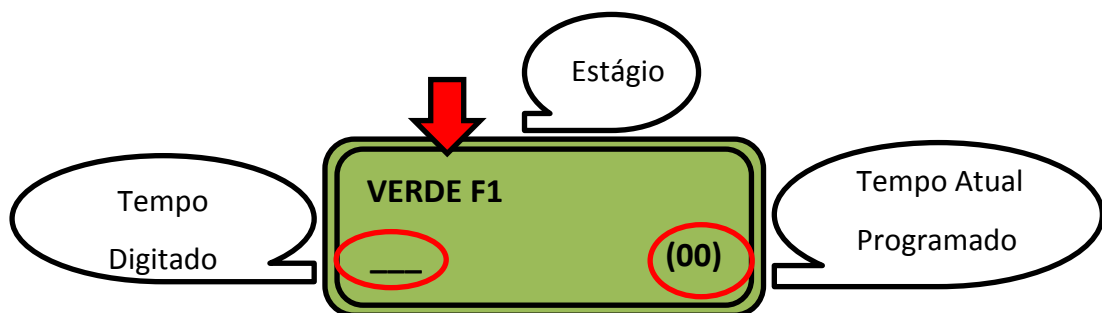 Estágio
VERDE F1
Tempo
Digitado
___
(00)
Tempo Atual
Programado